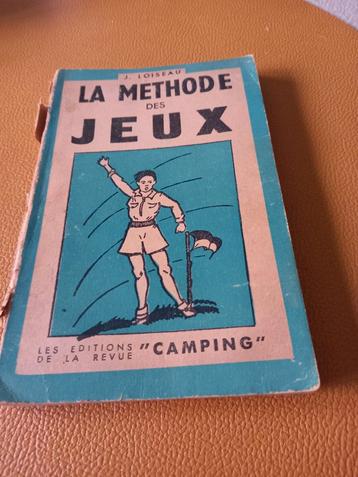 J. LOISEAU
LA METHODE
DES
JEUX
LES EDITIONS
DE LA REVUE "CAMPING"